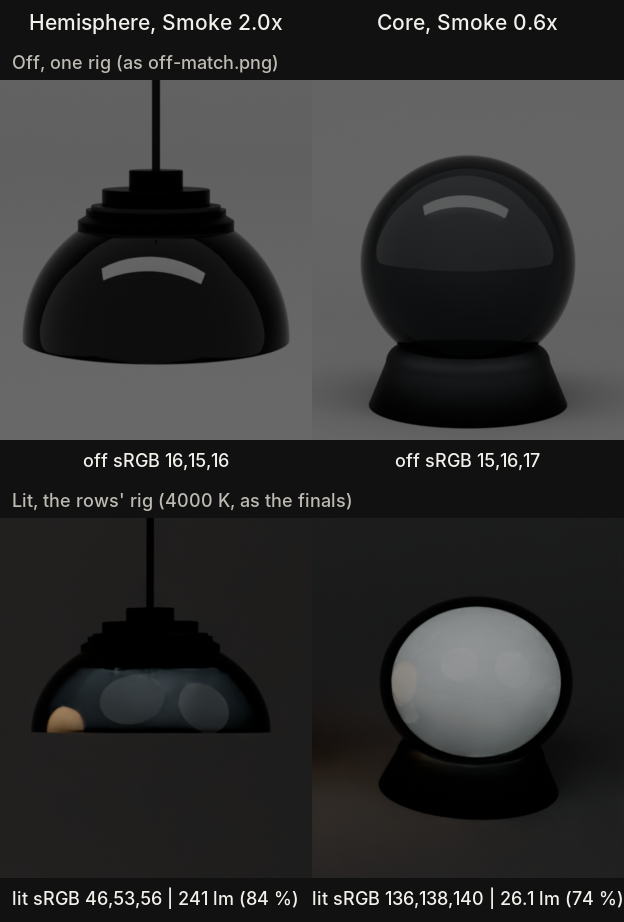 Hemisphere, Smoke 2.0x
Core, Smoke 0.6x
Off, one rig (as off-match.png)
off sRGB 16,15,16
off sRGB 15,16,17
Lit, the rows' rig (4000 K, as the finals)
lit sRGB 46,53,56 | 241 lm (84 %)
lit sRGB 136,138,140 | 26.1 lm (74 %)